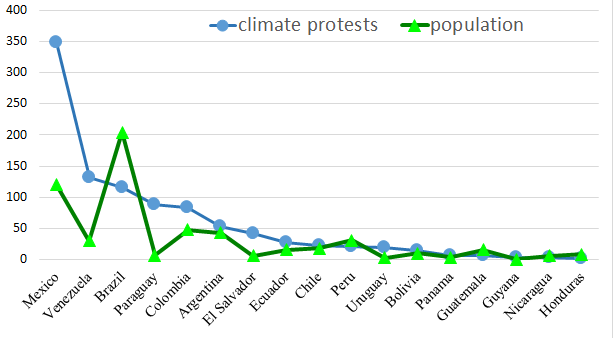 400
350
300
250
200
150
100
50
0
climate protests
population
Mexico
Venezuela
Brazil
Paraguay
Colombia
Argentina
El Salvador
Ecuador
Chile
Peru
Uruguay
Bolivia
Panama
Guatemala
Guyana
Nicaragua
Honduras